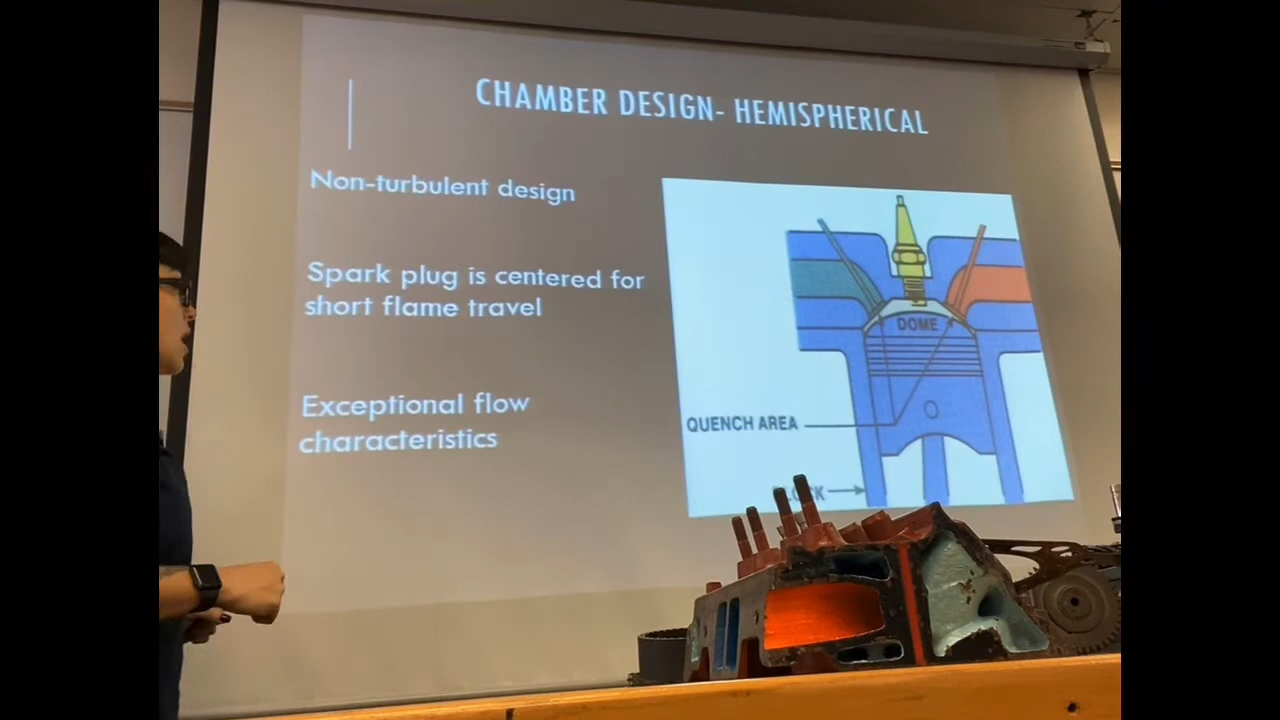 CHAMBER DESIGN- HEMISPHERICAL
Non-turbulent design
Spark plug is centered for
short flame travel
Exceptional flow
characteristics
DOME
QUENCH AREA